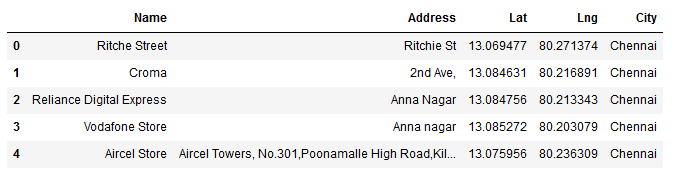 Name Address Lat Lng City
0 Ritche Street Ritchie St 13.069477 80.271374 Chennai
1 Croma 2nd Ave, 13.084631 80.216891 Chennai
2 Reliance Digital Express Anna Nagar 13.084756 80.213343 Chennai
3 Vodafone Store Anna nagar 13.085272 80.203079 Chennai
4 Aircel Store Aircel Towers, No.301,Poonamalle High Road,Kil... 13.075956 80.236309 Chennai